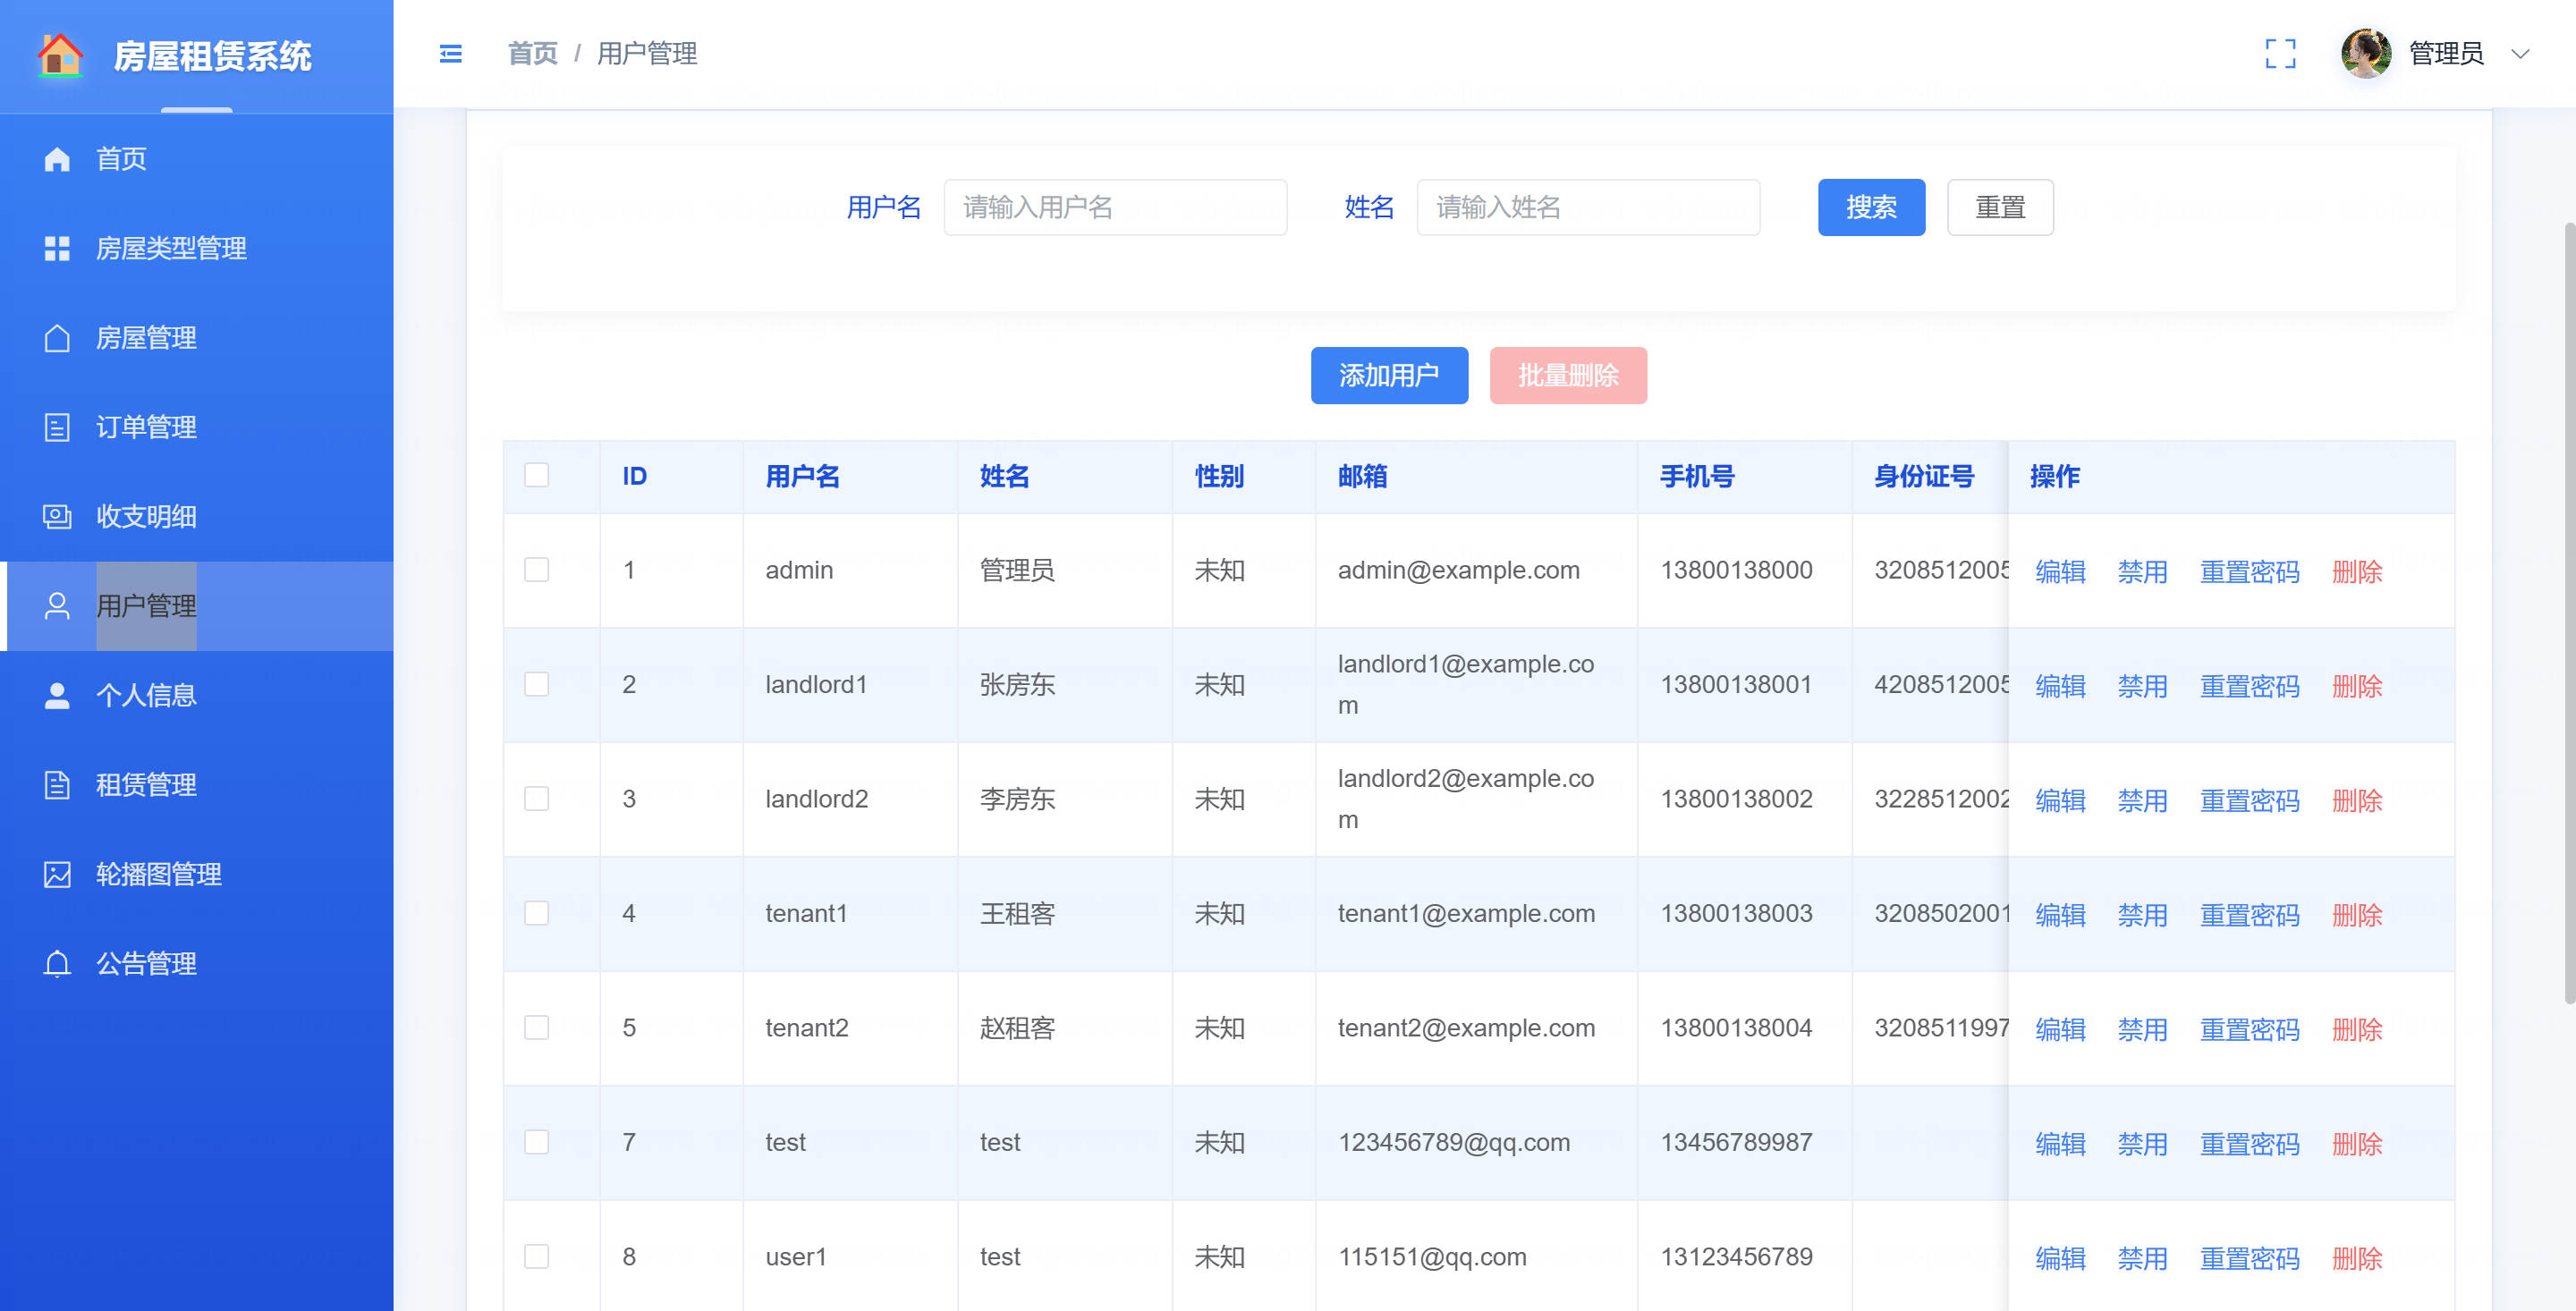 房屋租赁系统
首页 / 用户管理
管理员
首页
房屋类型管理
房屋管理
订单管理
收支明细
用户管理
个人信息
租赁管理
轮播图管理
公告管理
用户名 请输入用户名 姓名 请输入姓名 搜索 重置
添加用户 批量删除
ID 用户名 姓名 性别 邮箱 手机号 身份证号 操作
1 admin 管理员 未知 admin@example.com 13800138000 3208512005 编辑 禁用 重置密码 删除
2 landlord1 张房东 未知 landlord1@example.co
m 13800138001 4208512005 编辑 禁用 重置密码 删除
3 landlord2 李房东 未知 landlord2@example.co
m 13800138002 3228512002 编辑 禁用 重置密码 删除
4 tenant1 王租客 未知 tenant1@example.com 13800138003 3208502001 编辑 禁用 重置密码 删除
5 tenant2 赵租客 未知 tenant2@example.com 13800138004 3208511997 编辑 禁用 重置密码 删除
7 test test 未知 123456789@qq.com 13456789987 编辑 禁用 重置密码 删除
8 user1 test 未知 115151@qq.com 13123456789 编辑 禁用 重置密码 删除